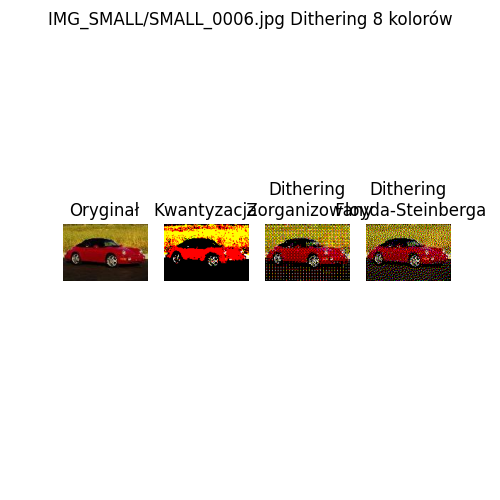 IMG_SMALL/SMALL_0006.jpg Dithering 8 kolorów
Oryginał
Kwantyzacja
Dithering
Zorganizowany
Dithering
Floyda-Steinberga